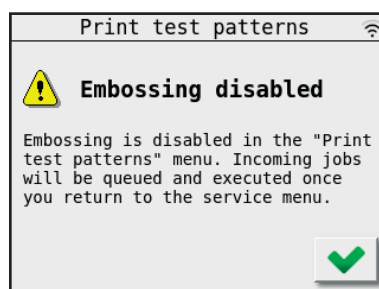 Print test patterns
Embossing disabled
Embossing is disabled in the "Print
test patterns" menu. Incoming jobs
will be queued and executed once
you return to the service menu.